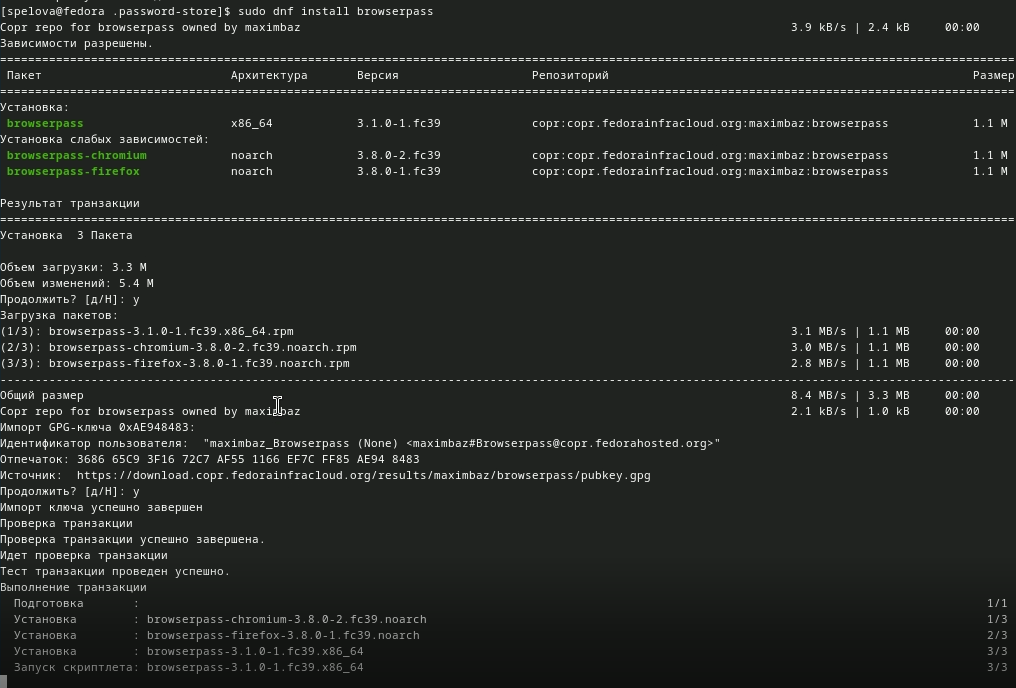 [spelova@fedora .password-store]$ sudo dnf install browserpass
Copr repo for browserpass owned by maximbaz 3.9 kB/s | 2.4 kB 00:00
Зависимости разрешены.
================================================================================
Пакет Архитектура Версия Репозиторий Размер
================================================================================
Установка:
browserpass x86_64 3.1.0-1.fc39 copr:copr.fedorainfracloud.org:maximbaz:browserpass 1.1 M
Установка слабых зависимостей:
browserpass-chromium noarch 3.8.0-2.fc39 copr:copr.fedorainfracloud.org:maximbaz:browserpass 1.1 M
browserpass-firefox noarch 3.8.0-1.fc39 copr:copr.fedorainfracloud.org:maximbaz:browserpass 1.1 M
Результат транзакции
================================================================================
Установка 3 Пакета
Объем загрузки: 3.3 M
Объем изменений: 5.4 M
Продолжить? [д/Н]: y
Загрузка пакетов:
(1/3): browserpass-3.1.0-1.fc39.x86_64.rpm 3.1 MB/s | 1.1 MB 00:00
(2/3): browserpass-chromium-3.8.0-2.fc39.noarch.rpm 3.0 MB/s | 1.1 MB 00:00
(3/3): browserpass-firefox-3.8.0-1.fc39.noarch.rpm 2.8 MB/s | 1.1 MB 00:00
--------------------------------------------------------------------------------
Общий размер 8.4 MB/s | 3.3 MB 00:00
Copr repo for browserpass owned by maximbaz 2.1 kB/s | 1.0 kB 00:00
Импорт GPG-ключа 0xAE948483:
Идентификатор пользователя: "maximbaz_Browserpass (None) <maximbaz#Browserpass@copr.fedorahosted.org>"
Отпечаток: 3686 65C9 3F16 72C7 AF55 1166 EF7C FF85 AE94 8483
Источник: https://download.copr.fedorainfracloud.org/results/maximbaz/browserpass/pubkey.gpg
Продолжить? [д/Н]: y
Импорт ключа успешно завершен
Проверка транзакции
Проверка транзакции успешно завершена.
Идет проверка транзакции
Тест транзакции проведен успешно.
Выполнение транзакции
Подготовка : 1/1
Установка : browserpass-chromium-3.8.0-2.fc39.noarch 1/3
Установка : browserpass-firefox-3.8.0-1.fc39.noarch 2/3
Установка : browserpass-3.1.0-1.fc39.x86_64 3/3
Запуск скриптлета: browserpass-3.1.0-1.fc39.x86_64 3/3